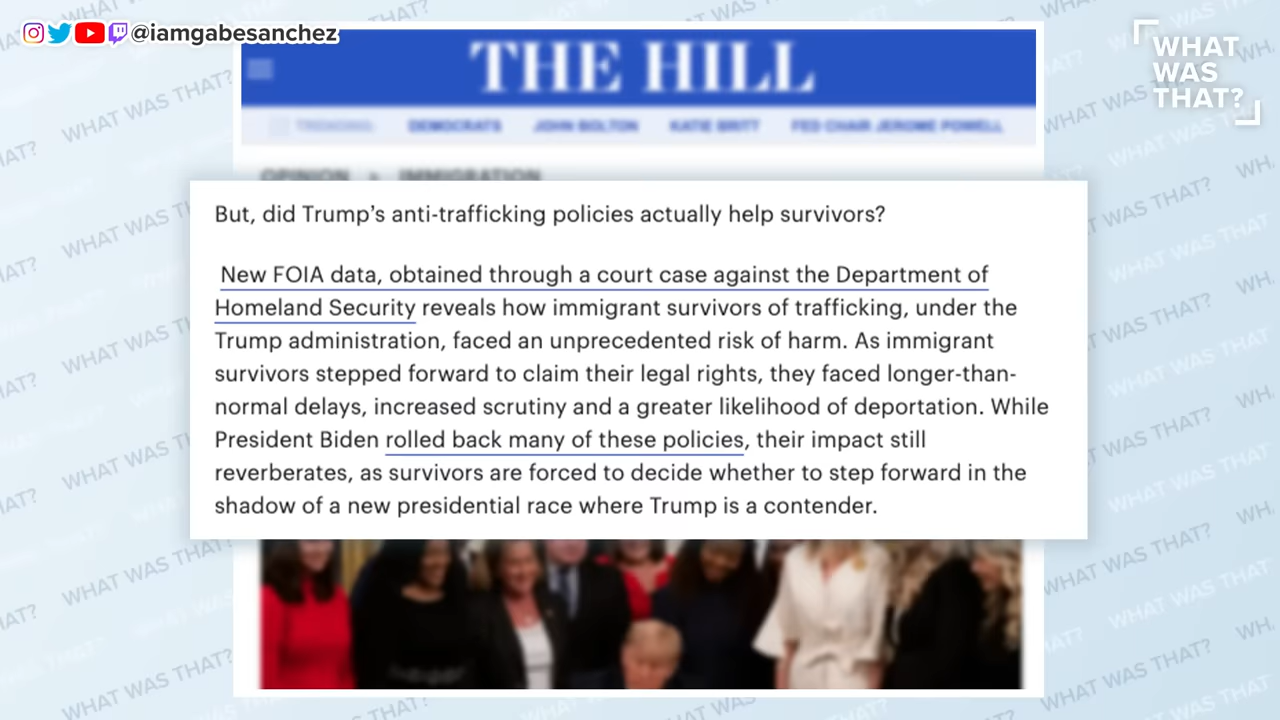 @iamgabesanchez
WHAT
WAS
THAT?
THE HILL
TRENDING:
DEMOCRATS
JOHN BOLTON
KATIE BRITT
FED CHAIR JEROME POWELL
OPINION > IMMIGRATION
But, did Trump’s anti-trafficking policies actually help survivors?
New FOIA data, obtained through a court case against the Department of
Homeland Security reveals how immigrant survivors of trafficking, under the
Trump administration, faced an unprecedented risk of harm. As immigrant
survivors stepped forward to claim their legal rights, they faced longer-than-
normal delays, increased scrutiny and a greater likelihood of deportation. While
President Biden rolled back many of these policies, their impact still
reverberates, as survivors are forced to decide whether to step forward in the
shadow of a new presidential race where Trump is a contender.